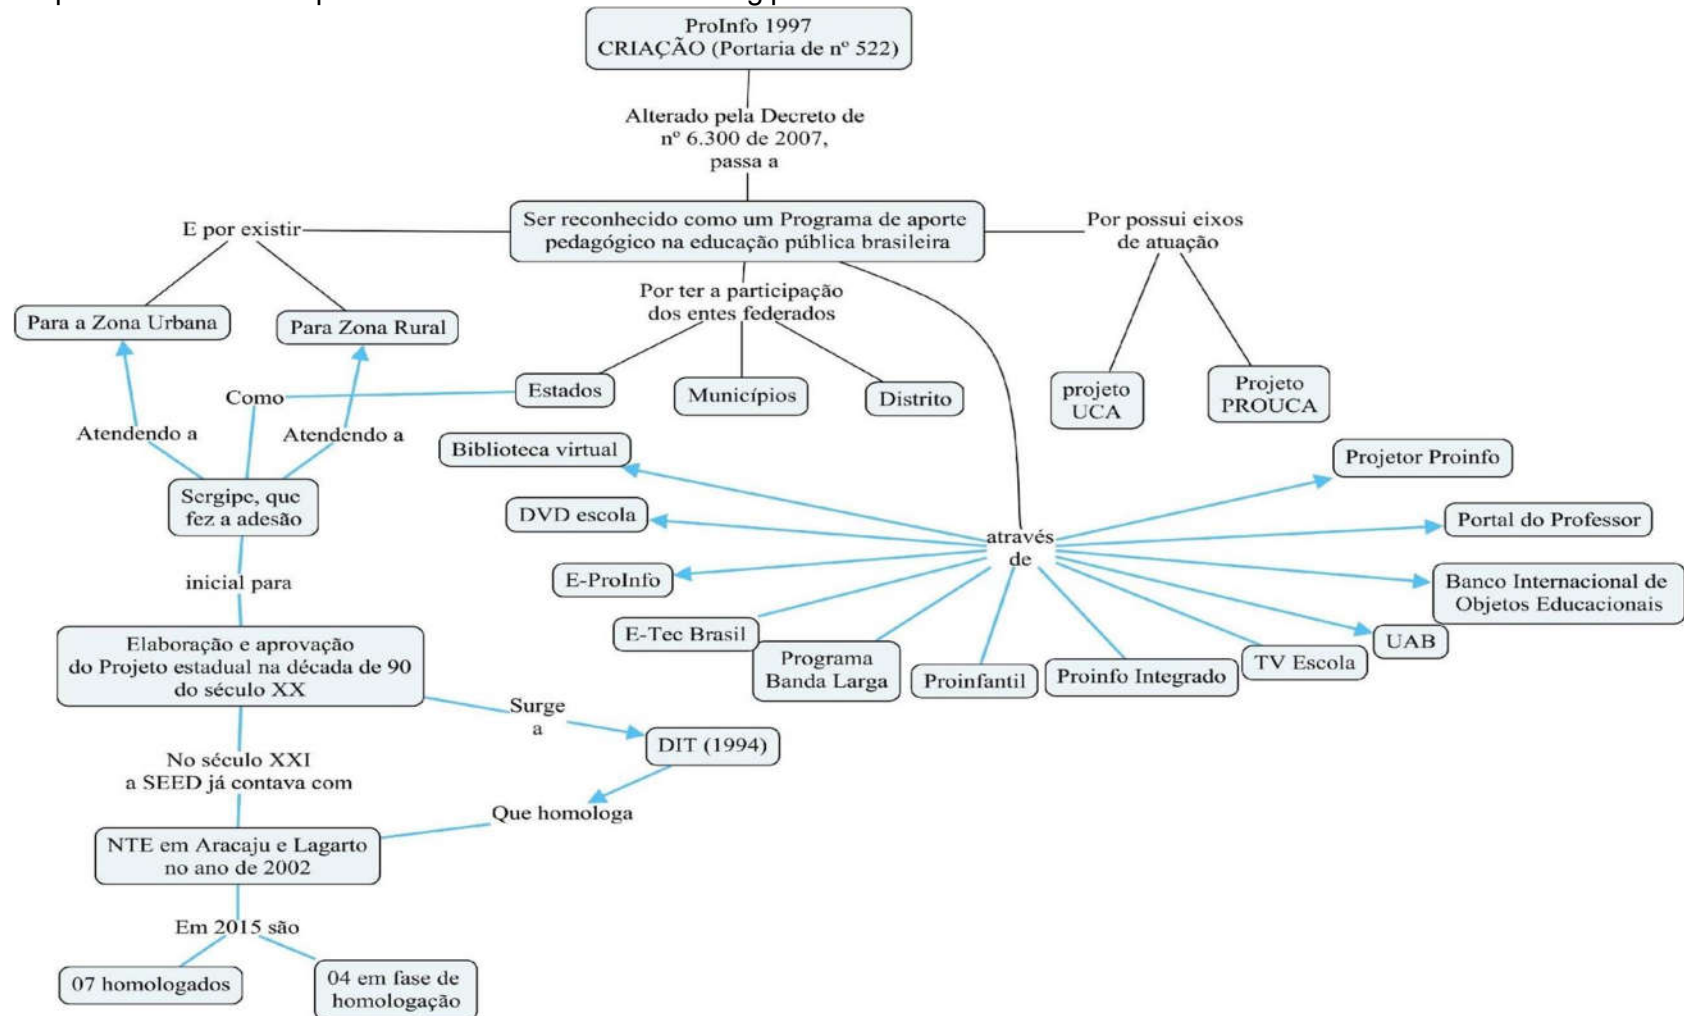 ProInfo 1997
CRIAÇÃO (Portaria de nº 522)
Alterado pela Decreto de
nº 6.300 de 2007,
passa a
Ser reconhecido como um Programa de aporte
pedagógico na educação pública brasileira
E por existir
Por possui eixos
de atuação
Para a Zona Urbana
Para Zona Rural
Por ter a participação
dos entes federados
Estados
Municípios
Distrito
projeto
UCA
Projeto
PROUCA
Como
Atendendo a
Atendendo a
Sergipe, que
fez a adesão
inicial para
Elaboração e aprovação
do Projeto estadual na década de 90
do século XX
Surge
a
DIT (1994)
Que homologa
No século XXI
a SEED já contava com
NTE em Aracaju e Lagarto
no ano de 2002
Em 2015 são
07 homologados
04 em fase de
homologação
através
de
Biblioteca virtual
DVD escola
E-ProInfo
E-Tec Brasil
Programa
Banda Larga
Proinfantil
Proinfo Integrado
TV Escola
UAB
Banco Internacional de
Objetos Educacionais
Portal do Professor
Projetor Proinfo